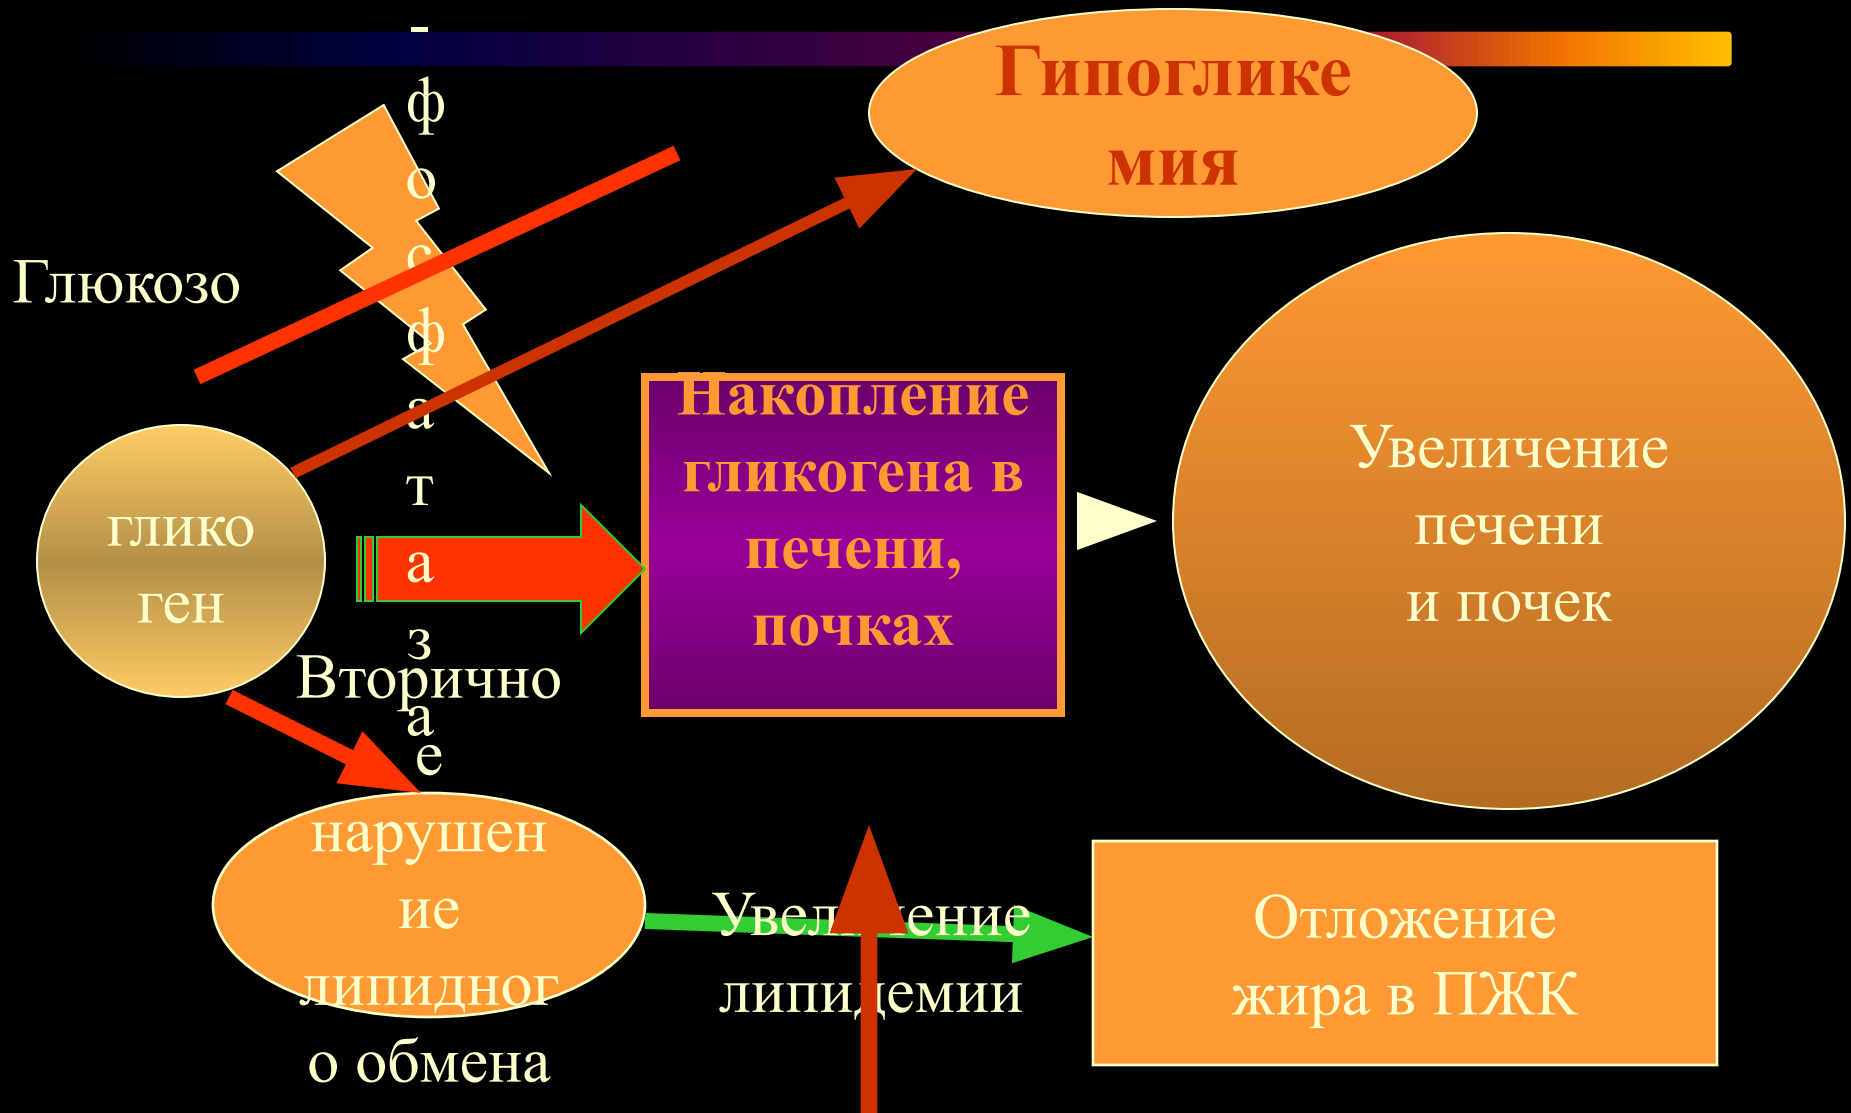 Гипоглике
мия
Глюкозо
-
ф
о
с
ф
а
т
а
з
а
глико
ген
Накопление
гликогена в
печени,
почках
Увеличение
печени
и почек
Вторично
е
нарушен
ие
липидног
о обмена
Увеличение
липидемии
Отложение
жира в ПЖК